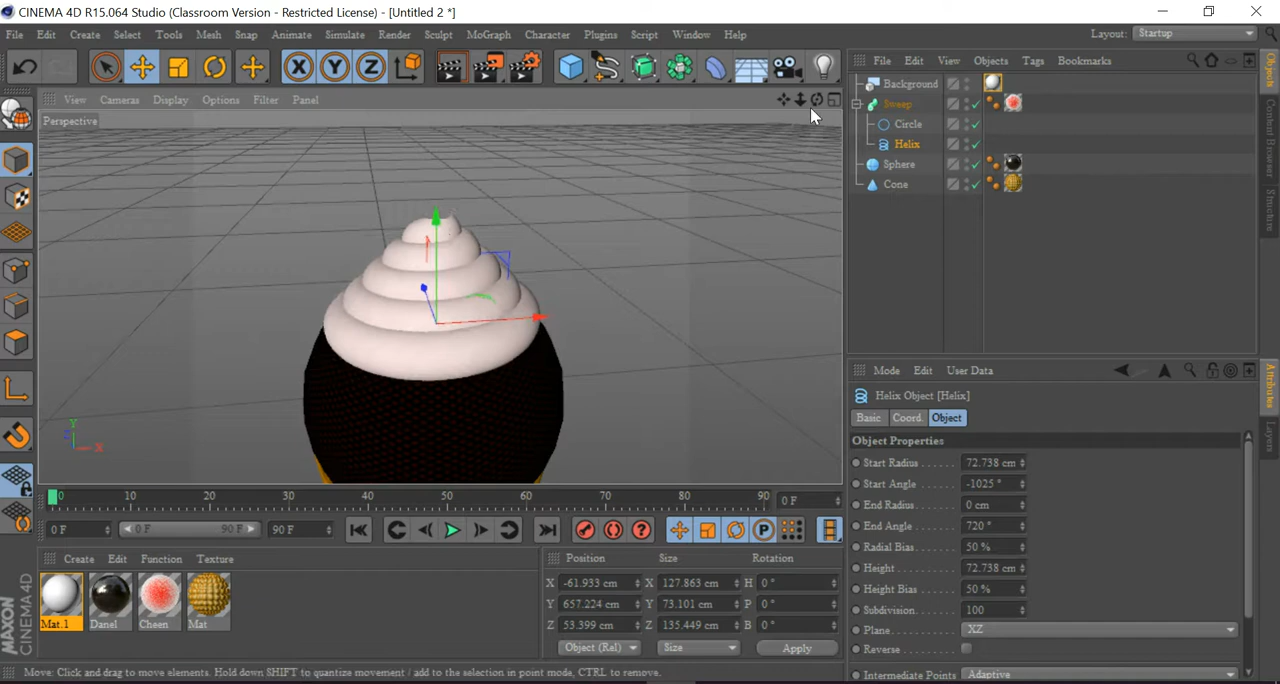 CINEMA 4D R15.064 Studio (Classroom Version - Restricted License) - [Untitled 2 *]
File Edit Create Select Tools Mesh Snap Animate Simulate Render Sculpt MoGraph Character Plugins Script Window Help Layout: Startup
View Cameras Display Options Filter Panel
Perspective
Y
Z
X
File Edit View Objects Tags Bookmarks
Background
Sweep
Circle
Helix
Sphere
Cone
Objects
Content Browser
Structure
Mode Edit User Data
Helix Object [Helix]
Basic Coord. Object
Object Properties
Start Radius 72.738 cm
Start Angle -1025 °
End Radius 0 cm
End Angle 720 °
Radial Bias 50 %
Height 72.738 cm
Height Bias 50 %
Subdivision 100
Plane XZ
Reverse
Intermediate Points Adaptive
Attributes
Layers
0 10 20 30 40 50 60 70 80 90 0 F
0 F 0 F 90 F 90 F
Create Edit Function Texture
Mat.1 Danel Cheen Mat
Position Size Rotation
X -61.933 cm X 127.863 cm H 0 °
Y 657.224 cm Y 73.101 cm P 0 °
Z 53.399 cm Z 135.449 cm B 0 °
Object (Rel) Size Apply
MAXON
CINEMA 4D
Move: Click and drag to move elements. Hold down SHIFT to quantize movement / add to the selection in point mode, CTRL to remove.